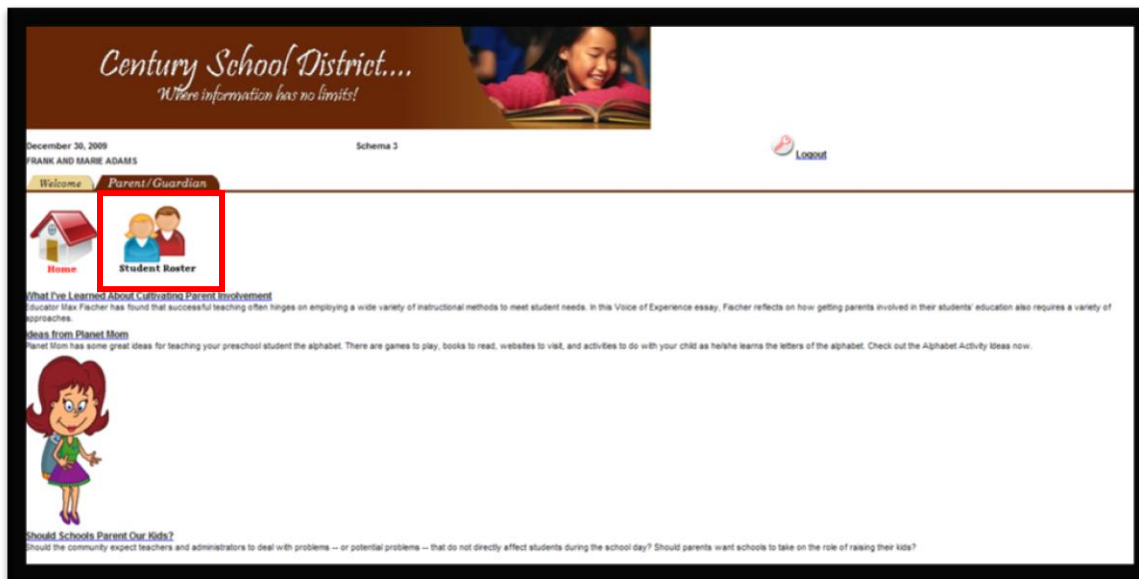 Century School District....
Where information has no limits!
December 30, 2009
Schema 3
Logout
FRANK AND MARIE ADAMS
Welcome
Parent/Guardian
Home
Student Roster
What I've Learned About Cultivating Parent Involvement
Educator Max Fischer has found that successful teaching often hinges on employing a wide variety of instructional methods to meet student needs. In this Voice of Experience essay, Fischer reflects on how getting parents involved in their students' education also requires a variety of
approaches.
Ideas from Planet Mom
Planet Mom has some great ideas for teaching your preschool student the alphabet. There are games to play, books to read, websites to visit, and activities to do with your child as he/she learns the letters of the alphabet. Check out the Alphabet Activity Ideas now.
Should Schools Parent Our Kids?
Should the community expect teachers and administrators to deal with problems -- or potential problems -- that do not directly affect students during the school day? Should parents want schools to take on the role of raising their kids?